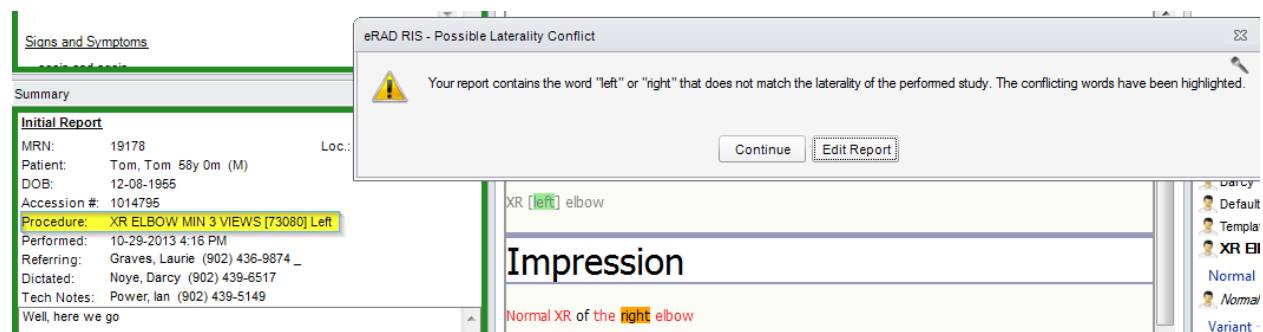 Signs and Symptoms
eRAD RIS - Possible Laterality Conflict
Your report contains the word "left" or "right" that does not match the laterality of the performed study. The conflicting words have been highlighted.
Continue
Edit Report
Summary
Initial Report
MRN: 19178 Loc.:
Patient: Tom, Tom 58y 0m (M)
DOB: 12-08-1955
Accession #: 1014795
Procedure: XR ELBOW MIN 3 VIEWS [73080] Left
Performed: 10-29-2013 4:16 PM
Referring: Graves, Laurie (902) 436-9874 _
Dictated: Noye, Darcy (902) 439-6517
Tech Notes: Power, Ian (902) 439-5149
Well, here we go
XR [left] elbow
Impression
Normal XR of the right elbow
Darcy
Default
Templa
XR El
Normal
Normal
Variant